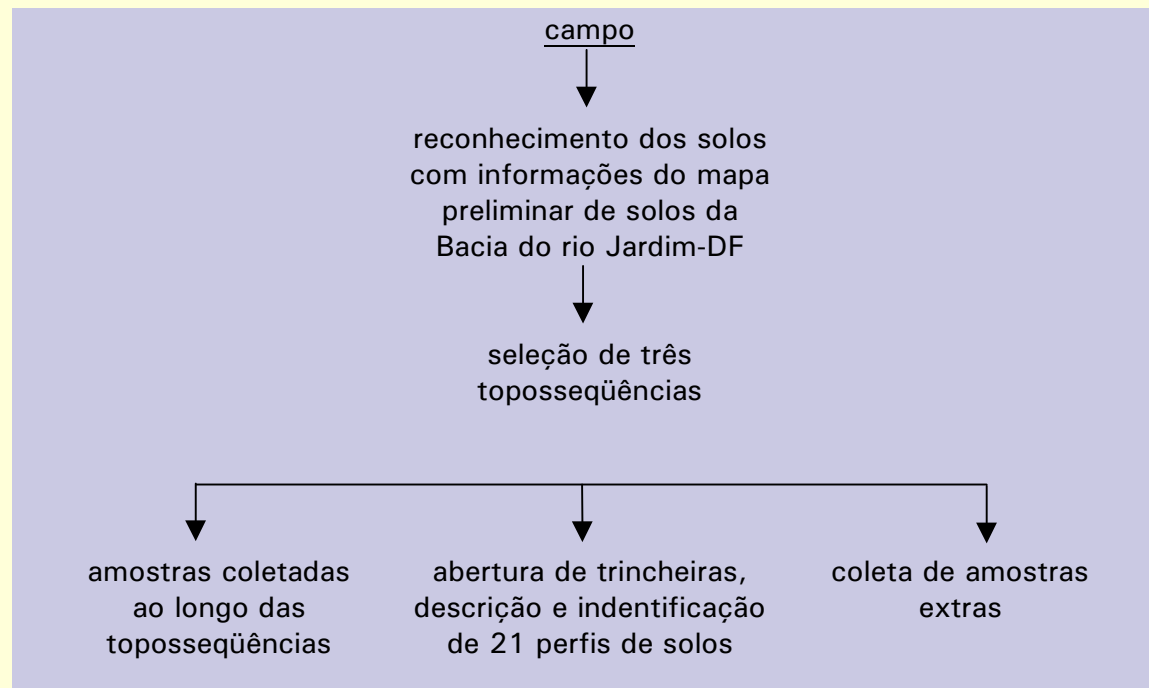 campo
reconhecimento dos solos
com informações do mapa
preliminar de solos da
Bacia do rio Jardim-DF
seleção de três
toposseqüências
amostras coletadas
ao longo das
toposseqüências
abertura de trincheiras,
descrição e indentificação
de 21 perfis de solos
coleta de amostras
extras